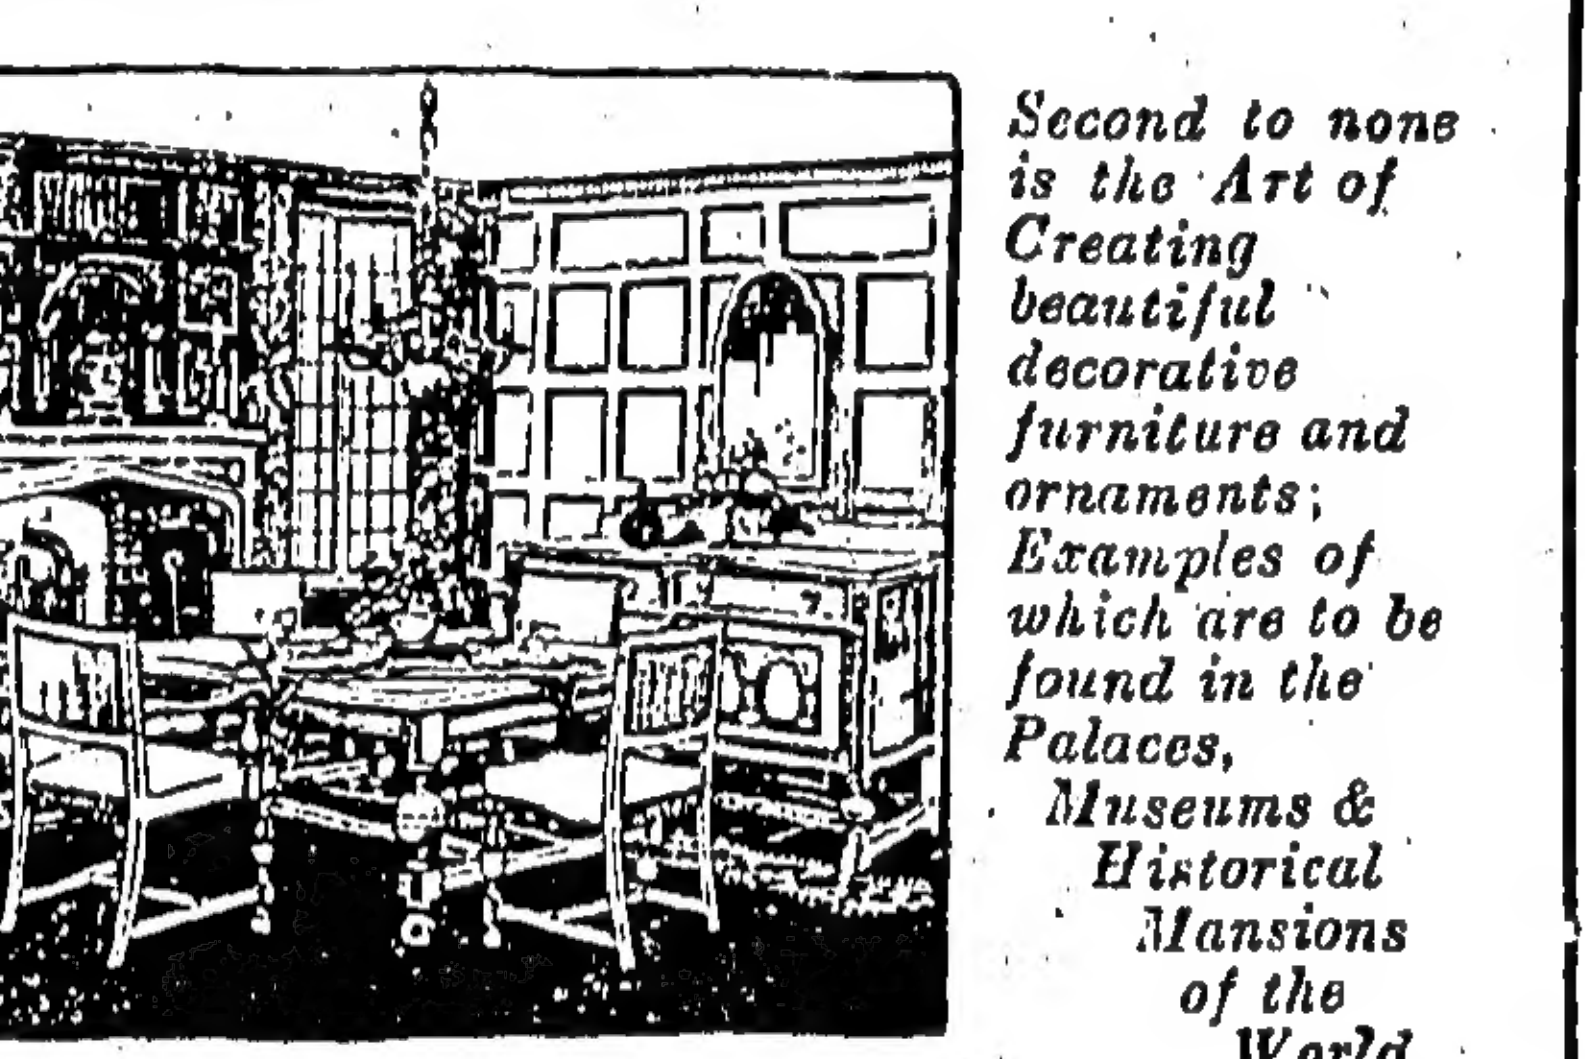 Second to none
is the Art of
Creating
beautiful
decorative
furniture and
ornaments;
Examples of
which are to be
found in the
Palaces,
Museums &
Historical
Mansions
of the
World